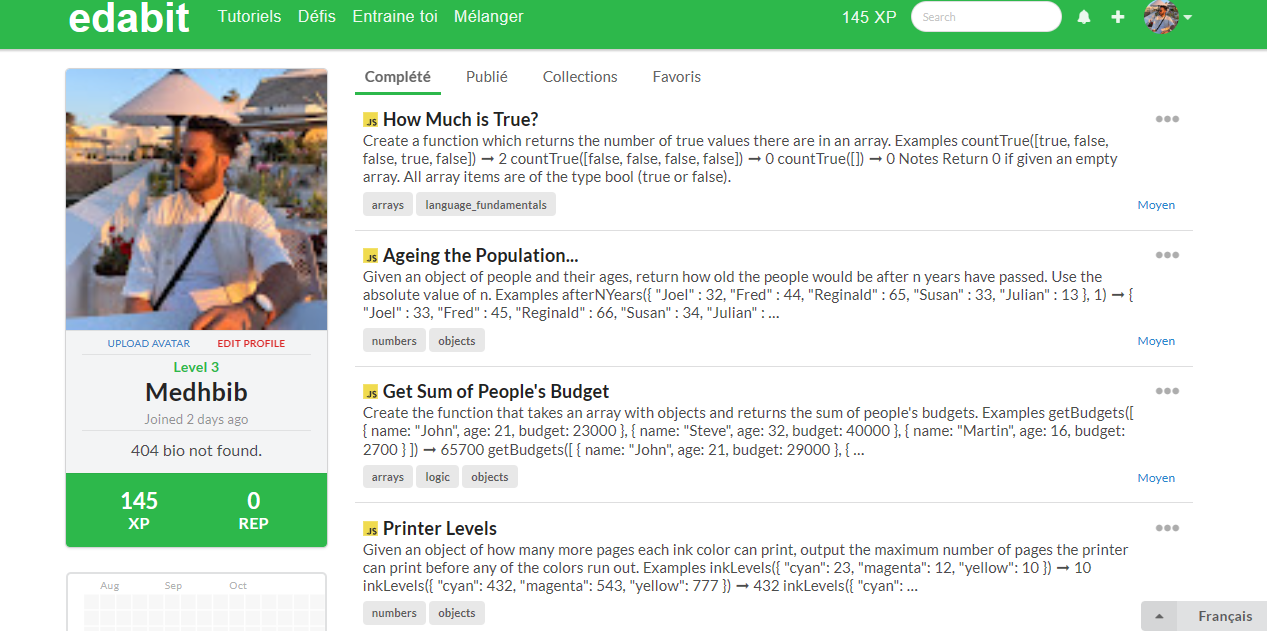 edabit
Tutoriels Défis Entraine toi Mélanger
145 XP
Search
UPLOAD AVATAR EDIT PROFILE
Level 3
Medhbib
Joined 2 days ago
404 bio not found.
145 0
XP REP
Aug Sep Oct
Complété Publié Collections Favoris
JS How Much is True?
Create a function which returns the number of true values there are in an array. Examples countTrue([true, false,
false, true, false]) ➞ 2 countTrue([false, false, false, false]) ➞ 0 countTrue([]) ➞ 0 Notes Return 0 if given an empty
array. All array items are of the type bool (true or false).
arrays language_fundamentals
Moyen
JS Ageing the Population...
Given an object of people and their ages, return how old the people would be after n years have passed. Use the
absolute value of n. Examples afterNYears({ "Joel" : 32, "Fred" : 44, "Reginald" : 65, "Susan" : 33, "Julian" : 13 }, 1) ➞ {
"Joel" : 33, "Fred" : 45, "Reginald" : 66, "Susan" : 34, "Julian" : ...
numbers objects
Moyen
JS Get Sum of People's Budget
Create the function that takes an array with objects and returns the sum of people's budgets. Examples getBudgets([
{ name: "John", age: 21, budget: 23000 }, { name: "Steve", age: 32, budget: 40000 }, { name: "Martin", age: 16, budget:
2700 } ]) ➞ 65700 getBudgets([ { name: "John", age: 21, budget: 29000 }, { ...
arrays logic objects
Moyen
JS Printer Levels
Given an object of how many more pages each ink color can print, output the maximum number of pages the printer
can print before any of the colors run out. Examples inkLevels({ "cyan": 23, "magenta": 12, "yellow": 10 }) ➞ 10
inkLevels({ "cyan": 432, "magenta": 543, "yellow": 777 }) ➞ 432 inkLevels({ "cyan": ...
numbers objects
Français